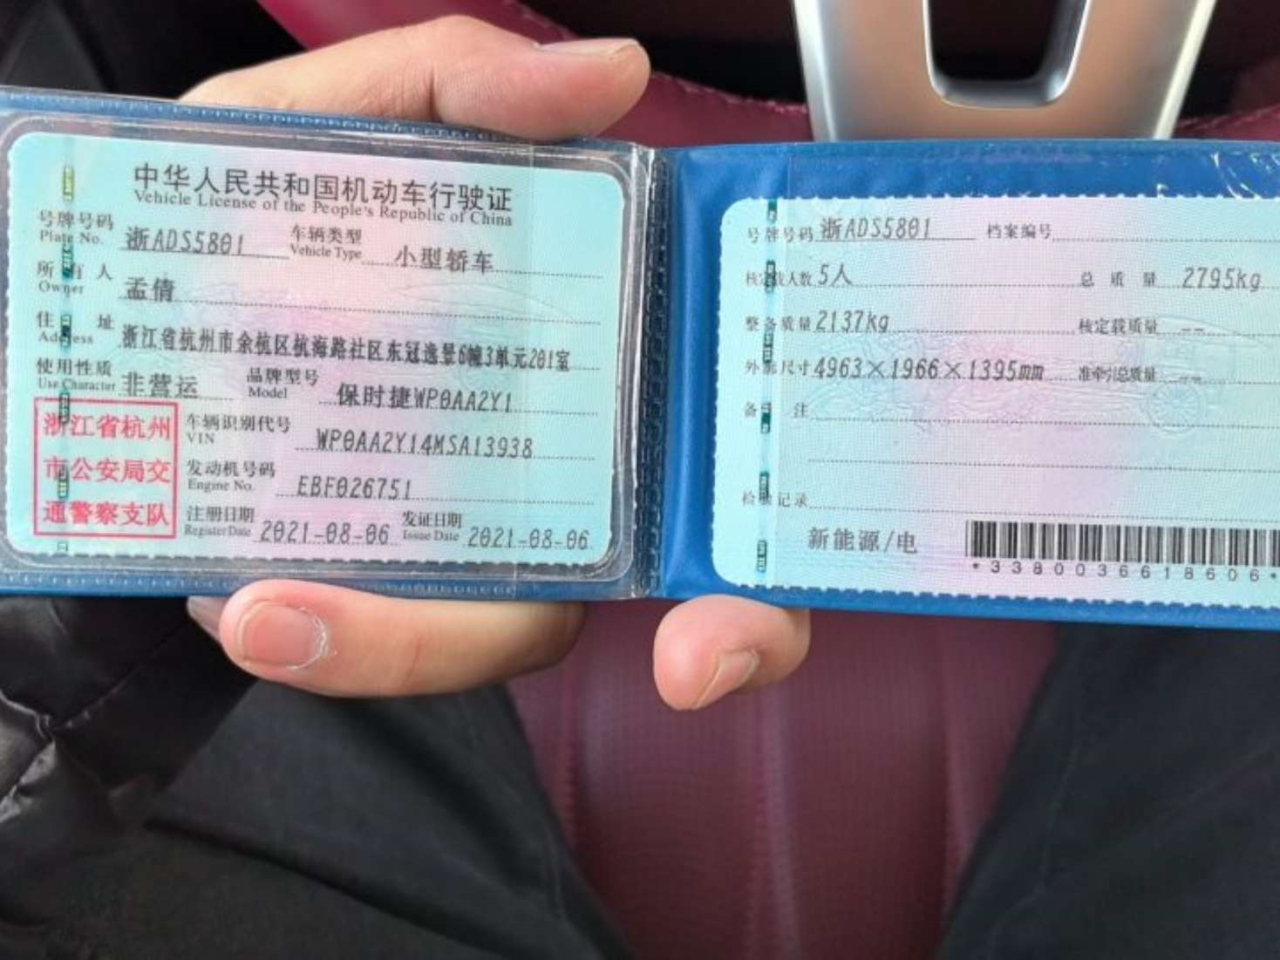 中华人民共和国机动车行驶证
Vehicle License of the People's Republic of China
号牌号码 浙ADS5801 车辆类型 小型轿车
Plate No. Vehicle Type
所有人 孟倩
Owner
住址 浙江省杭州市余杭区杭海路社区东冠逸景6幢3单元201室
Address
使用性质 非营运 品牌型号 保时捷WP0AA2Y1
Use Character Model
浙江省杭州
市公安局交
通警察支队
车辆识别代号 WP0AA2Y14MSA13938
VIN
发动机号码 EBF026751
Engine No.
注册日期 2021-08-06 发证日期 2021-08-06
Register Date Issue Date
号牌号码 浙ADS5801 档案编号
核定载人数 5人 总质量 2795kg
整备质量 2137kg 核定载质量 --
外廓尺寸 4963×1966×1395mm 准牵引总质量 --
备注
检验记录
新能源/电
*3380036618606*